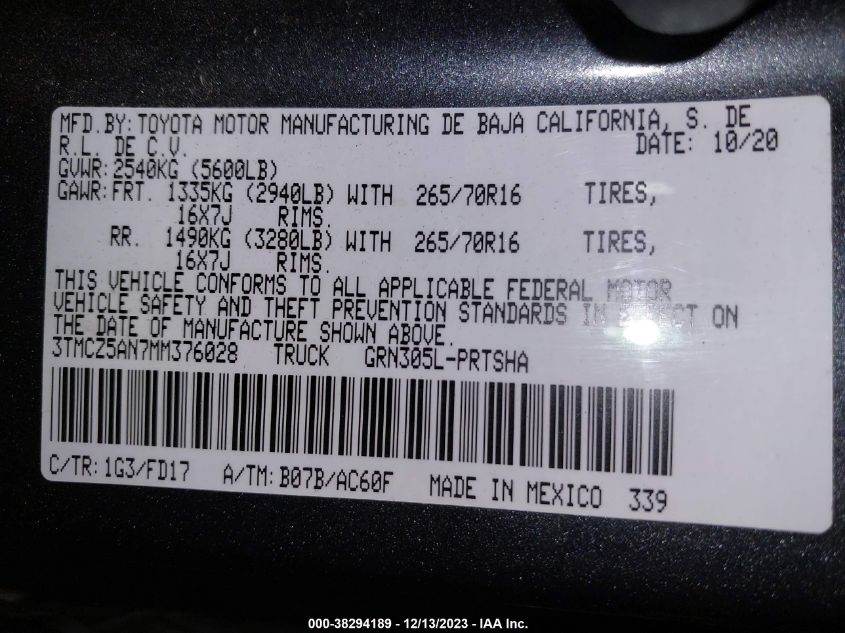 MFD.BY:TOYOTA MOTOR MANUFACTURING DE BAJA CALIFORNIA, S. DE
R.L. DE C.V. DATE: 10/20
GVWR:2540KG (5600LB)
GAWR:FRT. 1335KG (2940LB) WITH 265/70R16 TIRES,
16X7J RIMS.
RR. 1490KG (3280LB) WITH 265/70R16 TIRES,
16X7J RIMS.
THIS VEHICLE CONFORMS TO ALL APPLICABLE FEDERAL MOTOR
VEHICLE SAFETY AND THEFT PREVENTION STANDARDS IN EFFECT ON
THE DATE OF MANUFACTURE SHOWN ABOVE.
3TMCZ5AN7MM376028 TRUCK GRN305L-PRTSHA
C/TR:1G3/FD17 A/TM:B07B/AC60F MADE IN MEXICO 339
000-38294189 - 12/13/2023 - IAA Inc.